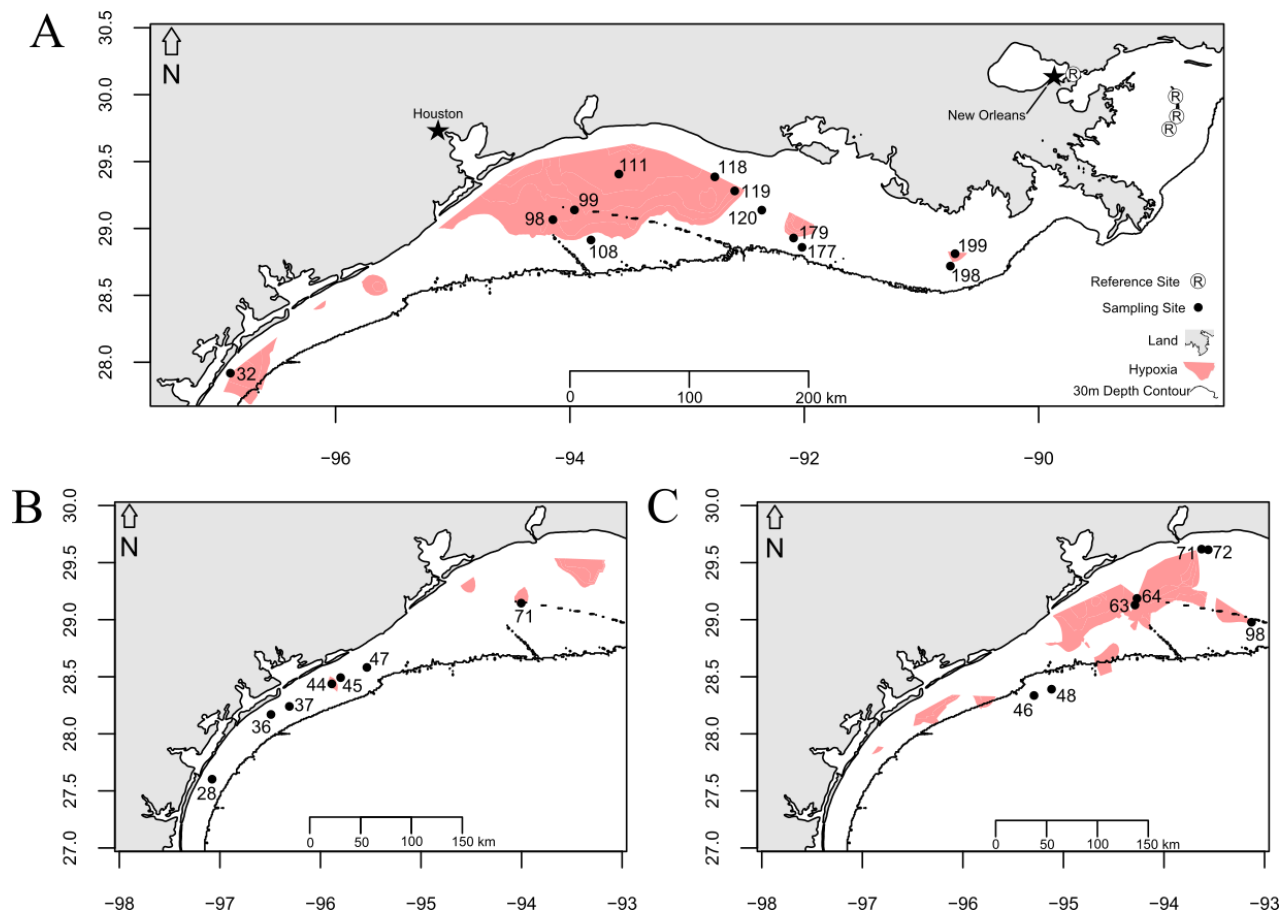 A
30.5
30.0
29.5
29.0
28.5
28.0
N
Houston
New Orleans
R
R
R
R
111
118
119
99
98
120
108
179
177
199
198
32
Reference Site R
Sampling Site
Land
Hypoxia
30m Depth Contour
0 100 200 km
−96 −94 −92 −90
B
30.0
29.5
29.0
28.5
28.0
27.5
27.0
N
71
47
44
45
37
36
28
0 50 100 150 km
−98 −97 −96 −95 −94 −93
C
30.0
29.5
29.0
28.5
28.0
27.5
27.0
N
71
72
64
63
98
46
48
0 50 100 150 km
−98 −97 −96 −95 −94 −93